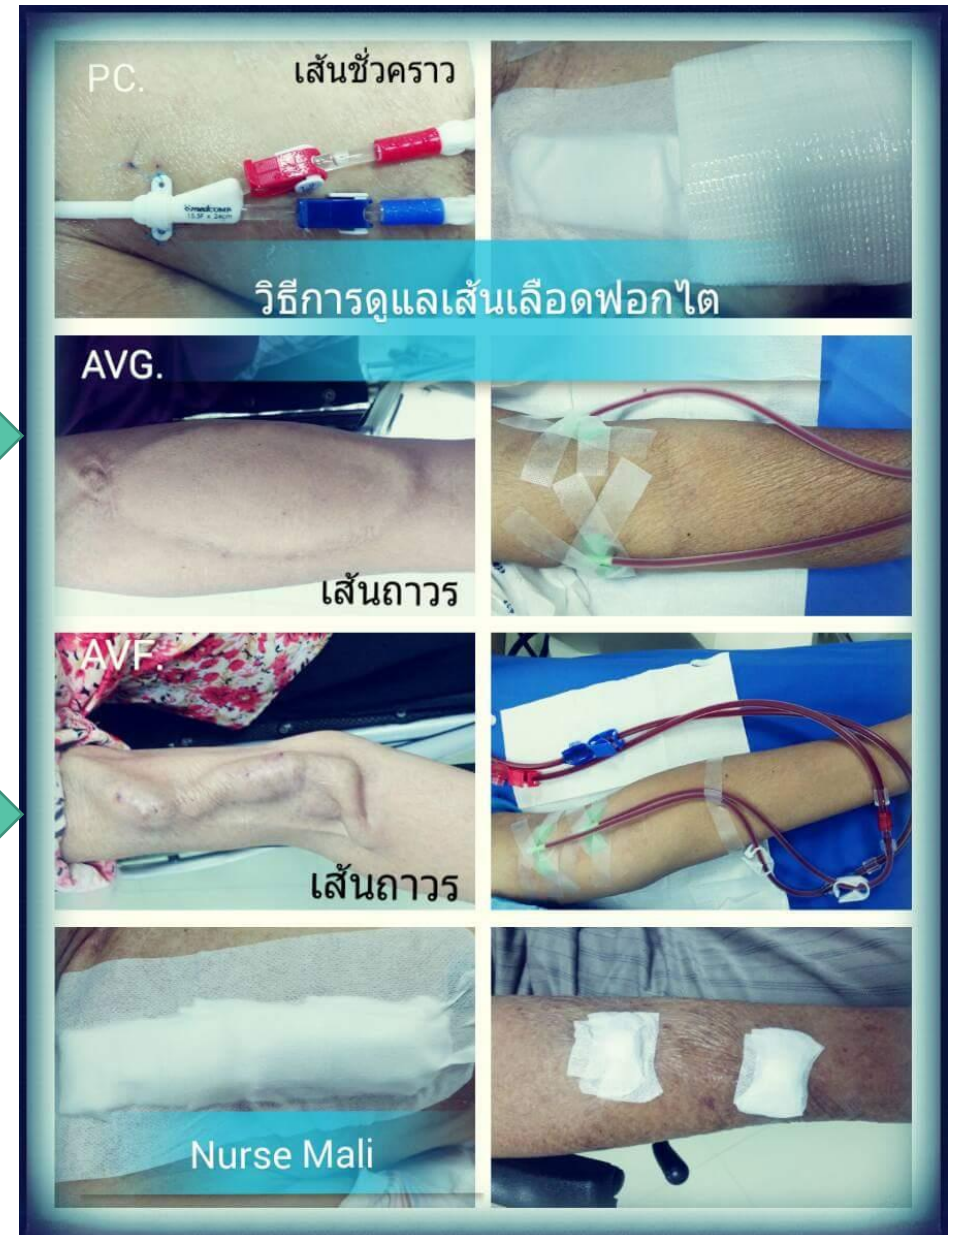 PC.
เส้นชั่วคราว
medcomp
วิธีการดูแลเส้นเลือดฟอกไต
AVG.
เส้นถาวร
AVF.
เส้นถาวร
Nurse Mali